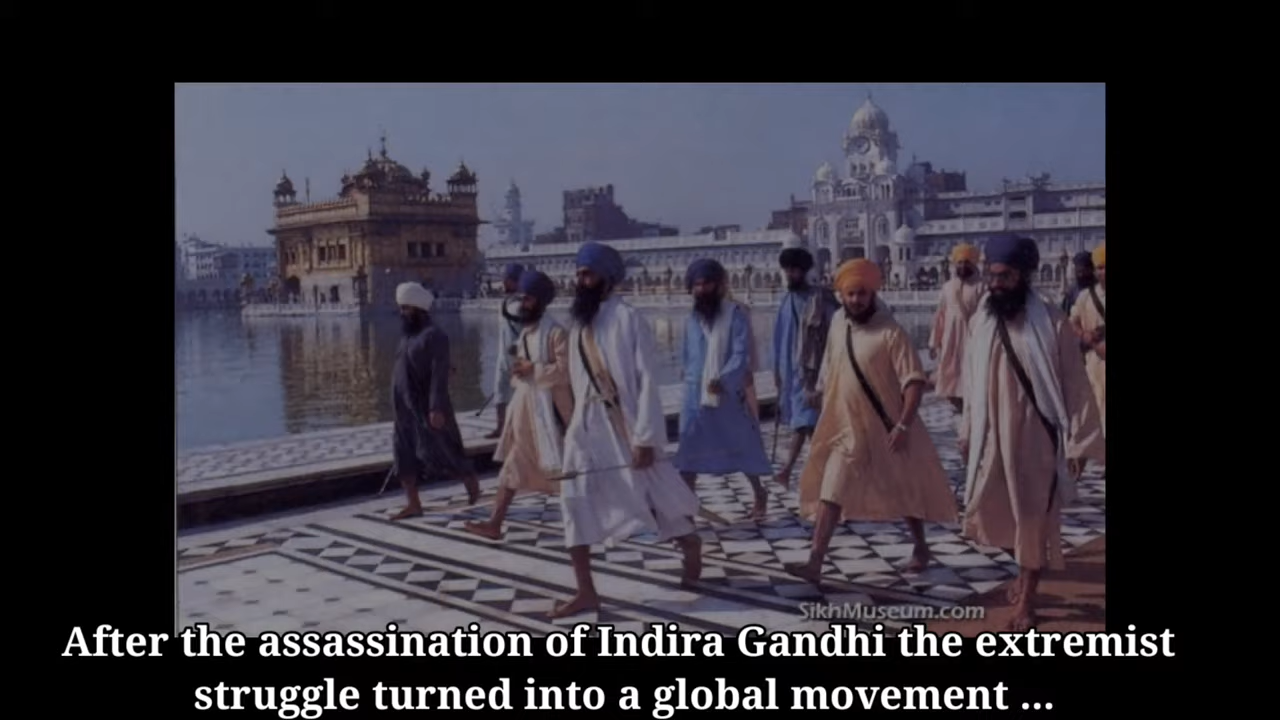 SikhMuseum.com
After the assassination of Indira Gandhi the extremist
struggle turned into a global movement ...